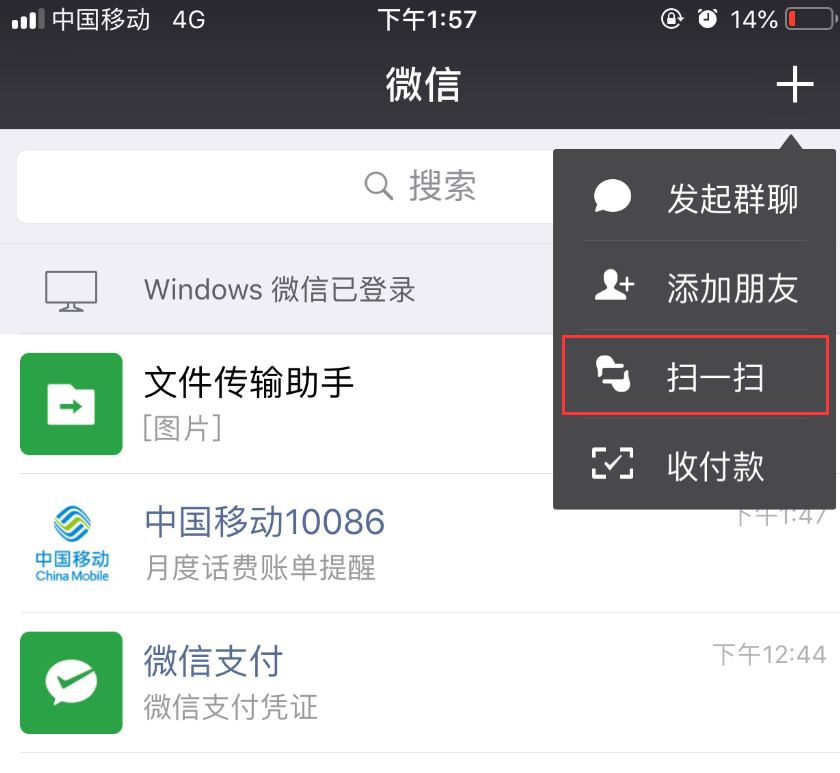 中国移动 4G 下午1:57 14%
微信
搜索
发起群聊
Windows 微信已登录
添加朋友
文件传输助手
扫一扫
[图片]
收付款
中国移动10086
下午1:47
中国移动
China Mobile
月度话费账单提醒
微信支付
下午12:44
微信支付凭证